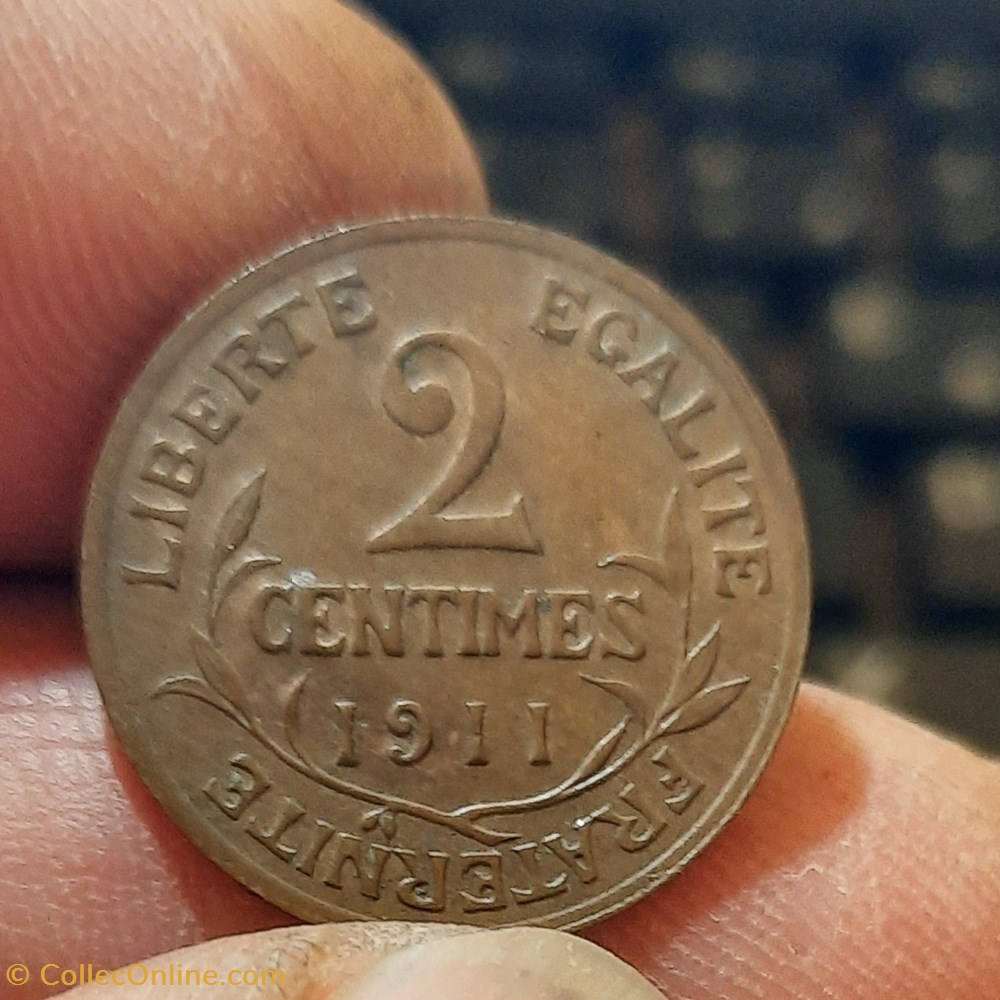 LIBERTE EGALITE
2
CENTIMES
1911
FRATERNITE
© CollecOnline.com